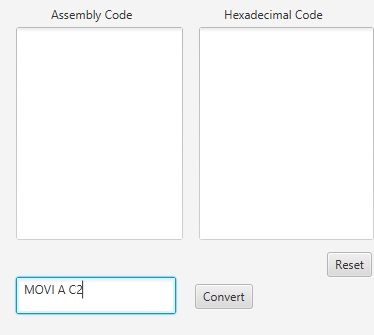 Assembly Code
Hexadecimal Code
Reset
MOVI A C2
Convert